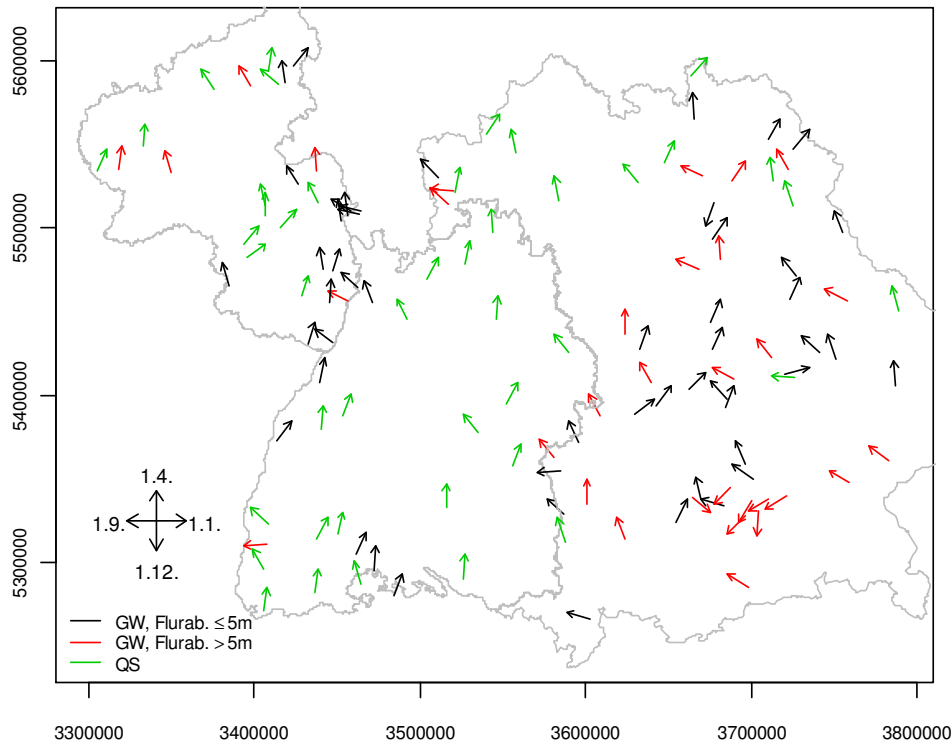 5600000
5500000
5400000
5300000
1.4.
1.9. 1.1.
1.12.
GW, Flurab. ≤ 5m
GW, Flurab. > 5m
QS
3300000 3400000 3500000 3600000 3700000 3800000